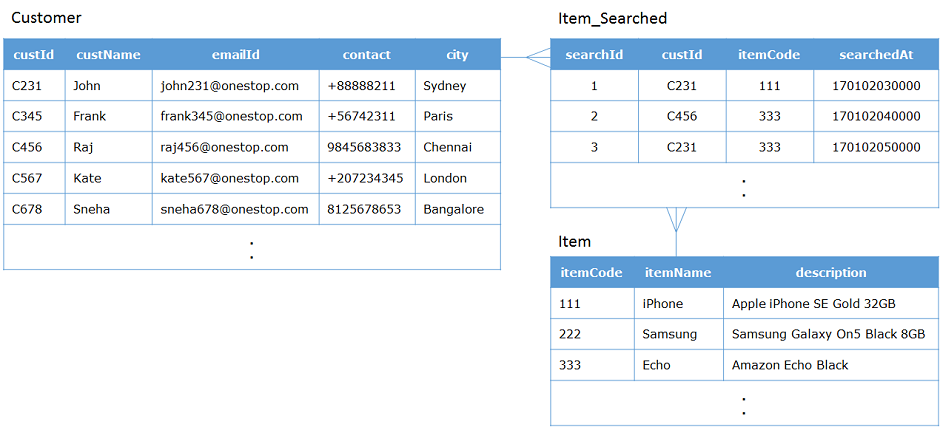 Customer
custId custName emailId contact city
C231 John john231@onestop.com +88888211 Sydney
C345 Frank frank345@onestop.com +56742311 Paris
C456 Raj raj456@onestop.com 9845683833 Chennai
C567 Kate kate567@onestop.com +207234345 London
C678 Sneha sneha678@onestop.com 8125678653 Bangalore
Item_Searched
searchId custId itemCode searchedAt
1 C231 111 170102030000
2 C456 333 170102040000
3 C231 333 170102050000
Item
itemCode itemName description
111 iPhone Apple iPhone SE Gold 32GB
222 Samsung Samsung Galaxy On5 Black 8GB
333 Echo Amazon Echo Black